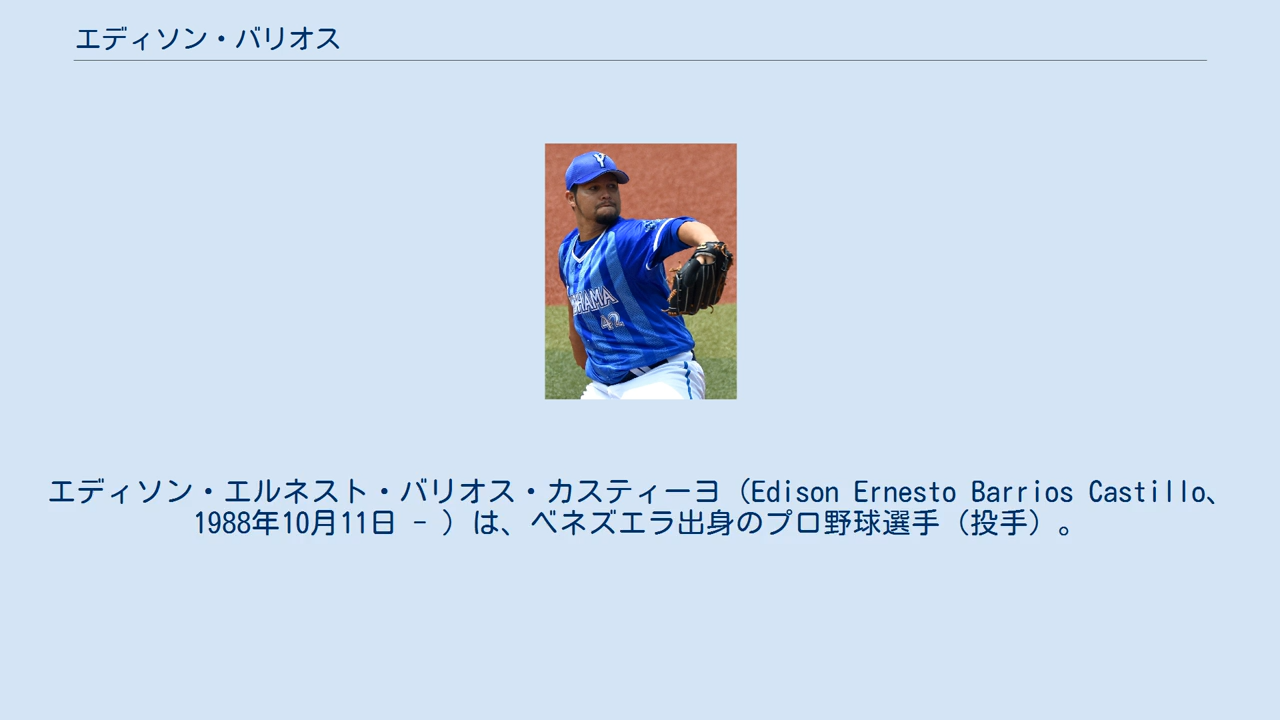 エディソン・バリオス
Y
HAMA
42
エディソン・エルネスト・バリオス・カスティーヨ（Edison Ernesto Barrios Castillo、
1988年10月11日 - ）は、ベネズエラ出身のプロ野球選手（投手）。